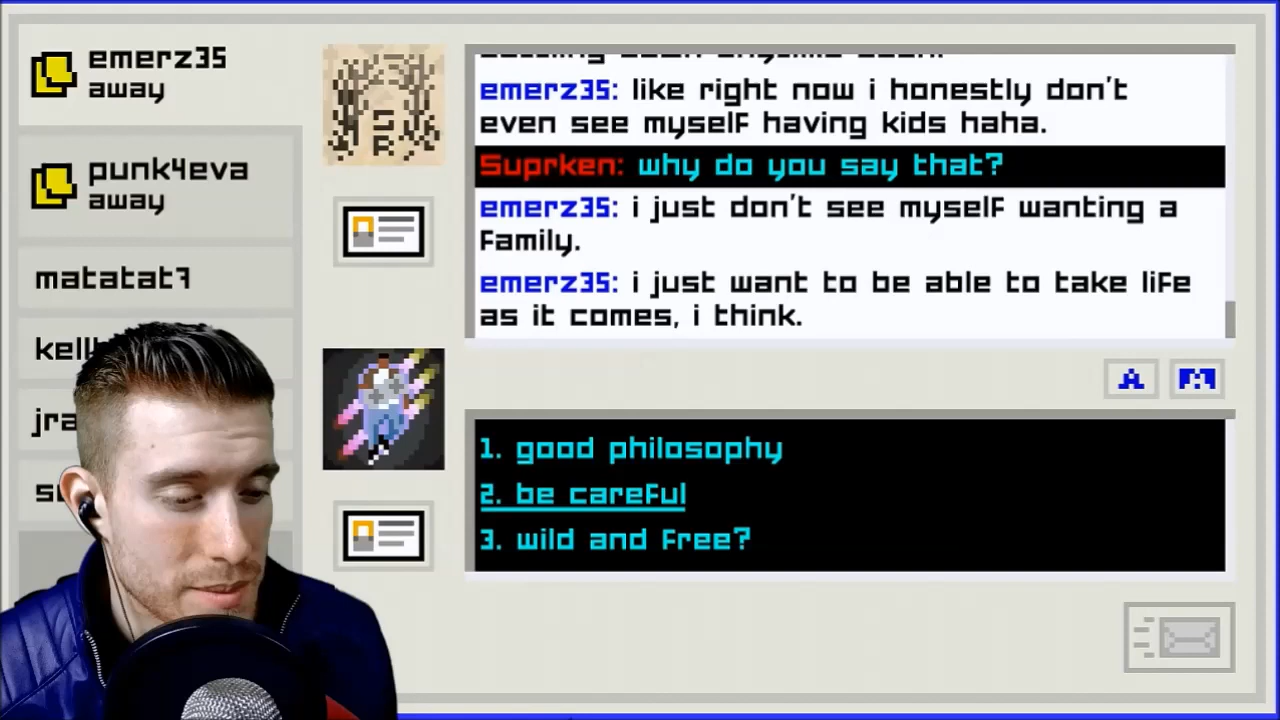 emerz35
away
punk4eva
away
matatat7
emerz35: like right now i honestly don't
even see myself having kids haha.
Suprken: why do you say that?
emerz35: i just don't see myself wanting a
family.
emerz35: i just want to be able to take life
as it comes, i think.
A
1. good philosophy
2. be careful
3. wild and free?